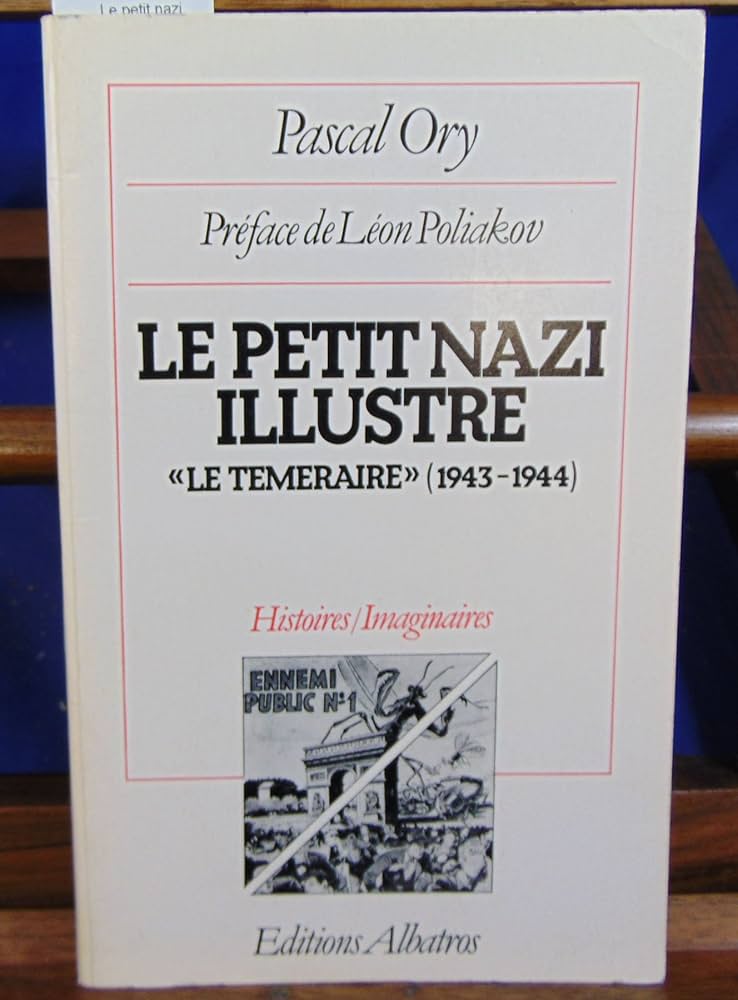 Le petit nazi
Pascal Ory
Préface de Léon Poliakov
LE PETIT NAZI
ILLUSTRE
«LE TEMERAIRE» (1943-1944)
Histoires/Imaginaires
ENNEMI
PUBLIC N°1
Editions Albatros